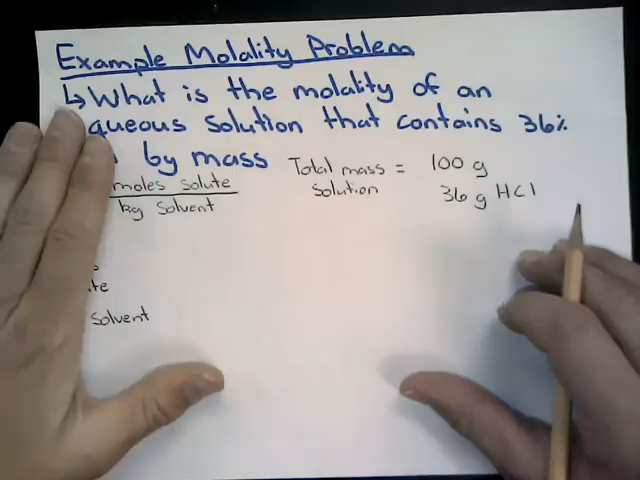 Example Molality Problem
↳ What is the molality of an
queous solution that contains 36%
by mass
Total mass = 100 g
moles solute
solution
36 g HCl
kg solvent
te
solvent